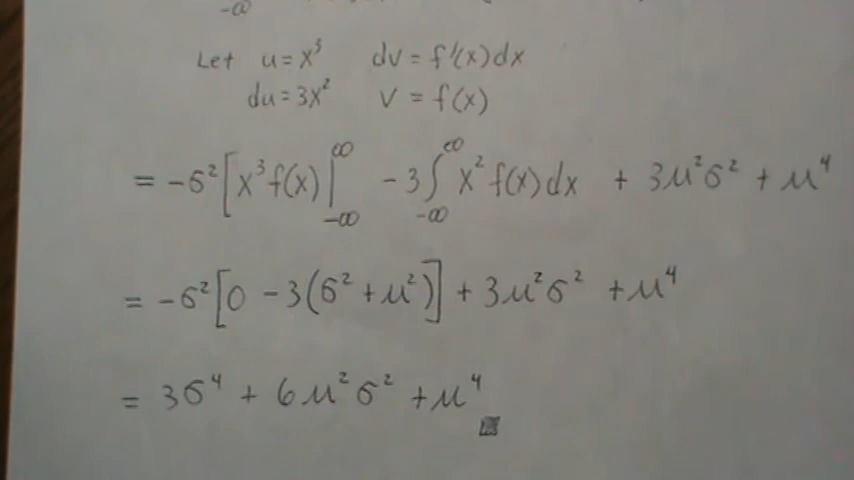 -∞
Let u = x³ dv = f'(x)dx
du = 3x² v = f(x)
= -σ²[x³f(x)|_{-∞}^{∞} - 3∫_{-∞}^{∞} x²f(x)dx + 3μ²σ² + μ⁴
= -σ²[0 - 3(σ² + μ²)] + 3μ²σ² + μ⁴
= 3σ⁴ + 6μ²σ² + μ⁴